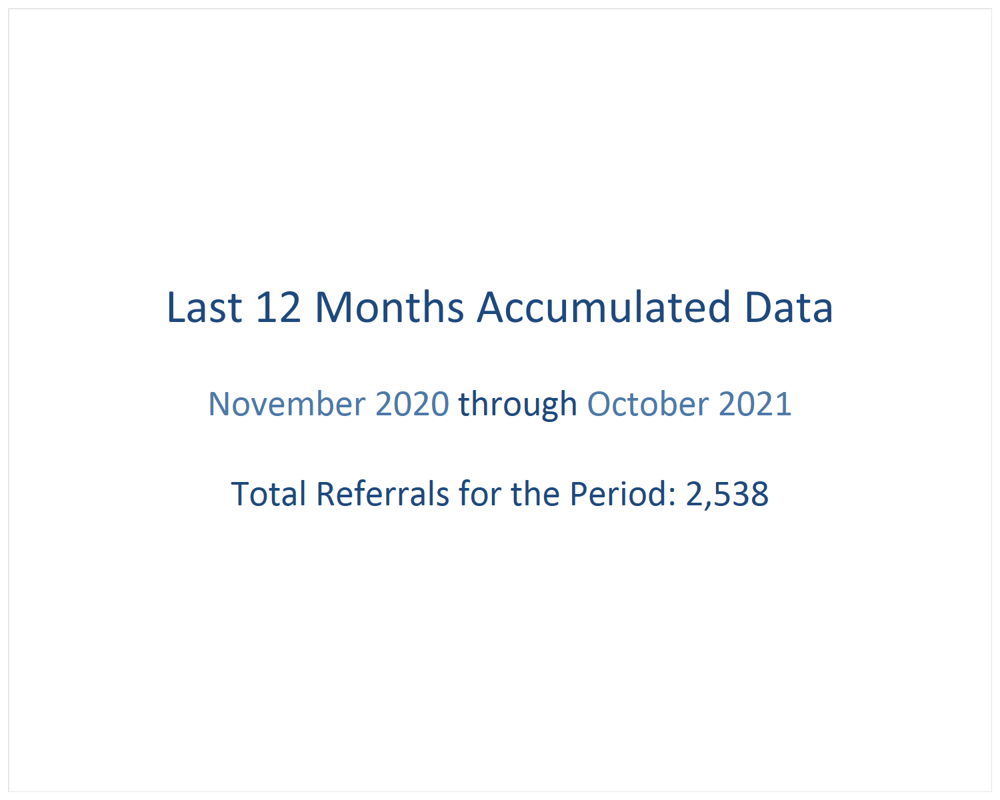 Last 12 Months Accumulated Data
November 2020 through October 2021
Total Referrals for the Period: 2,538